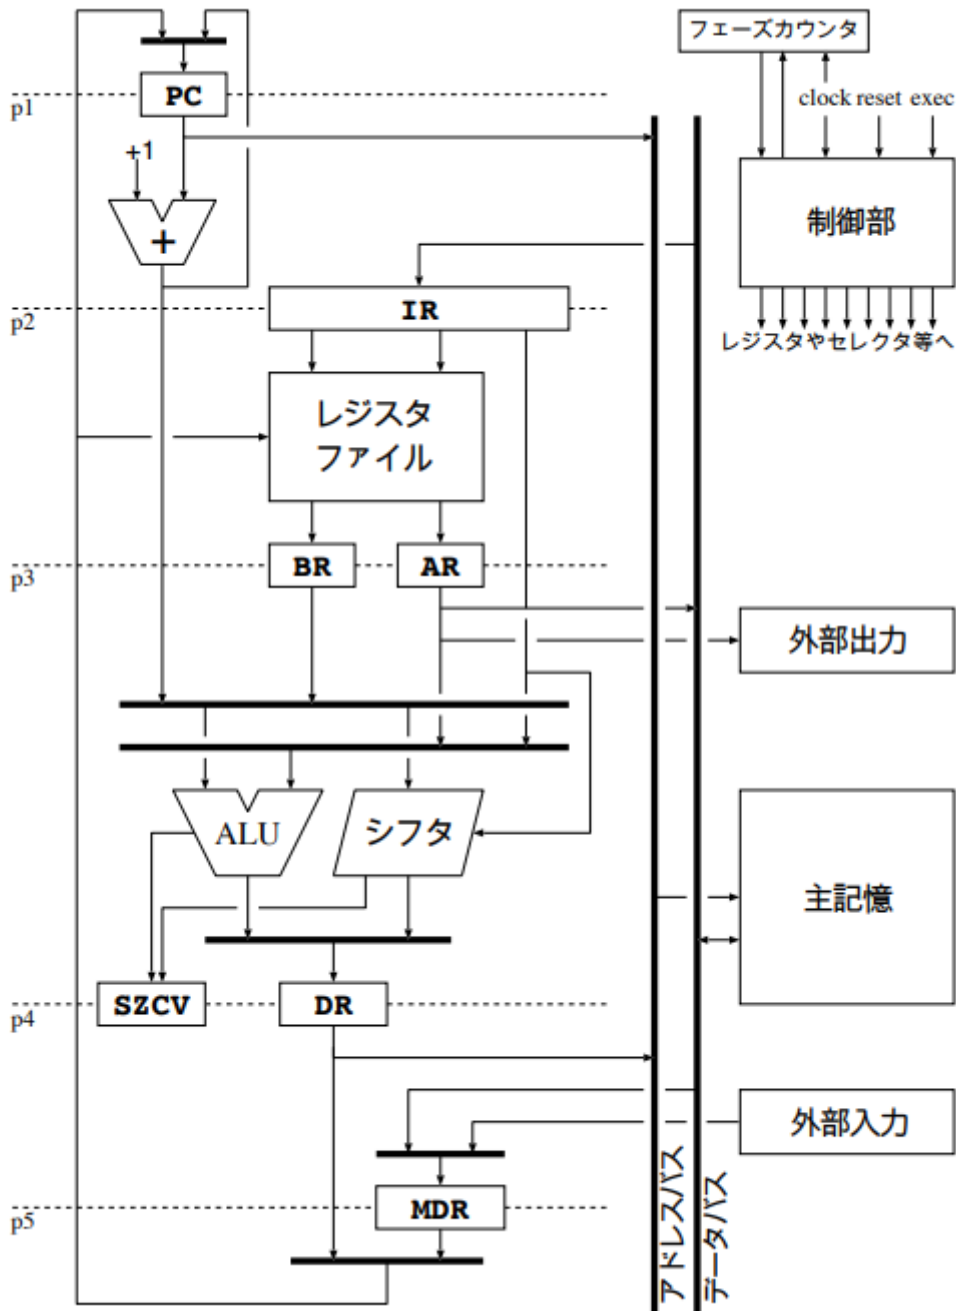 フェーズカウンタ
PC
p1
clock reset exec
+1
制御部
+
IR
p2
レジスタやセレクタ等へ
レジスタ
ファイル
BR
AR
p3
外部出力
ALU
シフタ
主記憶
SZCV
DR
p4
外部入力
MDR
p5
アドレスバス
データバス